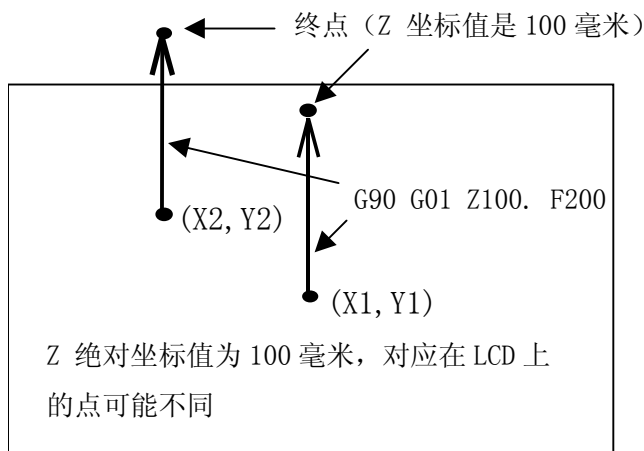 终点（Z 坐标值是 100 毫米）
G90 G01 Z100. F200
(X2, Y2)
(X1, Y1)
Z 绝对坐标值为 100 毫米，对应在 LCD 上
的点可能不同